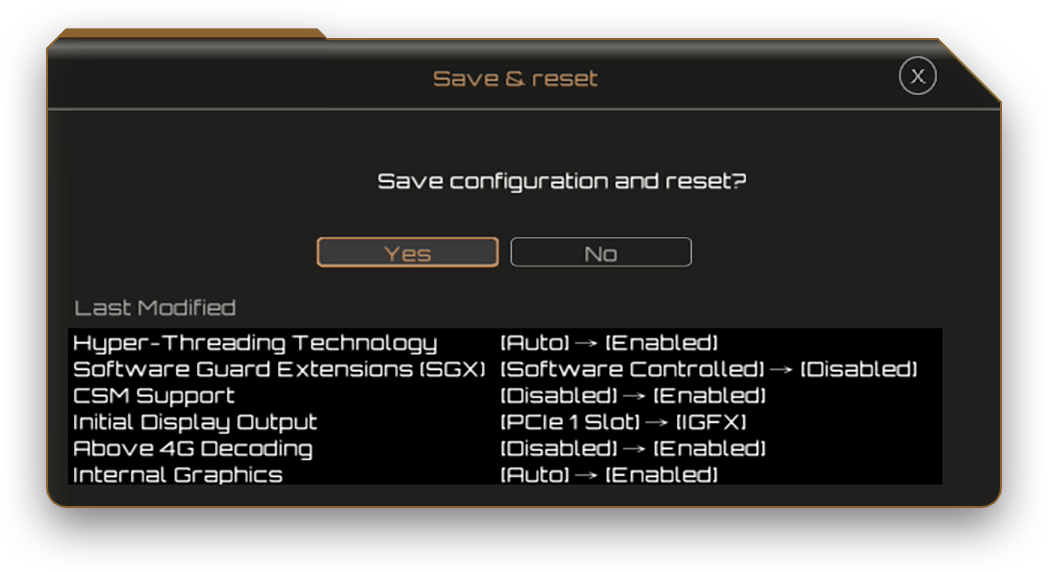 Save & reset
X
Save configuration and reset?
Yes No
Last Modified
Hyper-Threading Technology [Auto] → [Enabled]
Software Guard Extensions (SGX) [Software Controlled] → [Disabled]
CSM Support [Disabled] → [Enabled]
Initial Display Output [PCIe 1 Slot] → [IGFX]
Above 4G Decoding [Disabled] → [Enabled]
Internal Graphics [Auto] → [Enabled]